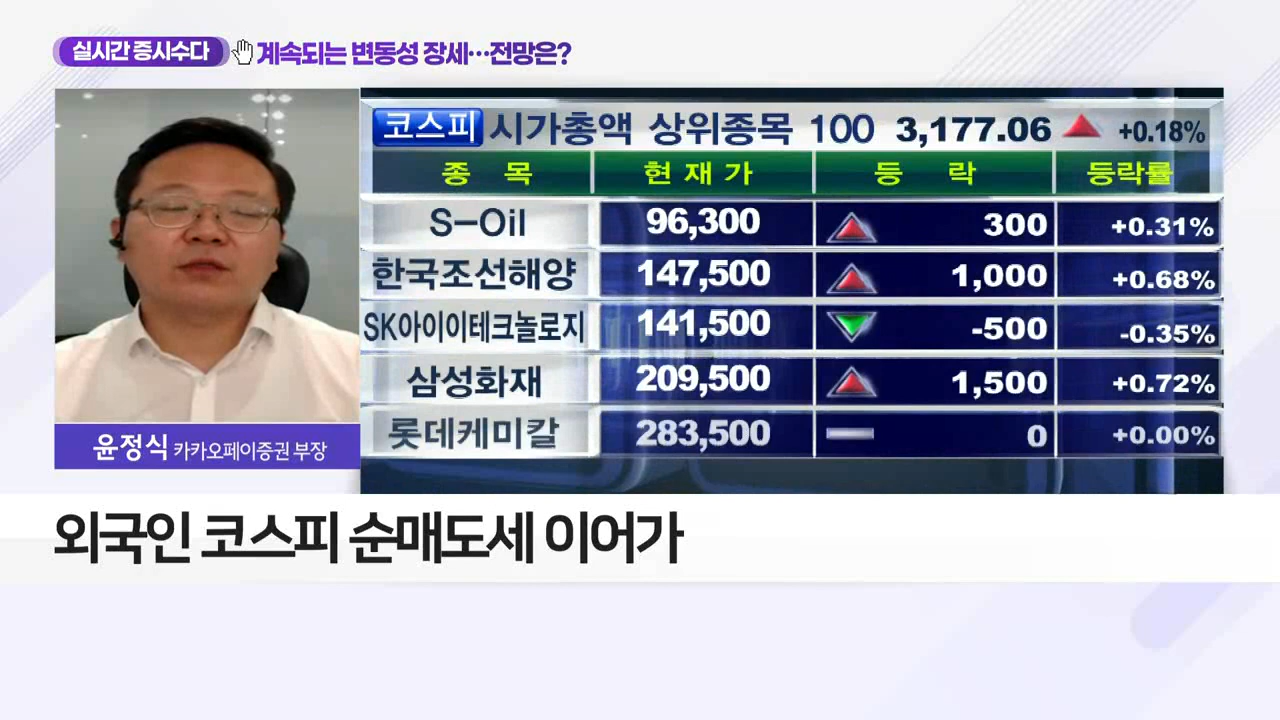 실시간 증시수다 계속되는 변동성 장세…전망은?
코스피 시가총액 상위종목 100 3,177.06 ▲ +0.18%
종 목 현 재 가 등 락 등락률
S-Oil 96,300 ▲ 300 +0.31%
한국조선해양 147,500 ▲ 1,000 +0.68%
SK아이이테크놀로지 141,500 ▼ -500 -0.35%
삼성화재 209,500 ▲ 1,500 +0.72%
롯데케미칼 283,500 0 +0.00%
윤정식 카카오페이증권 부장
외국인 코스피 순매도세 이어가